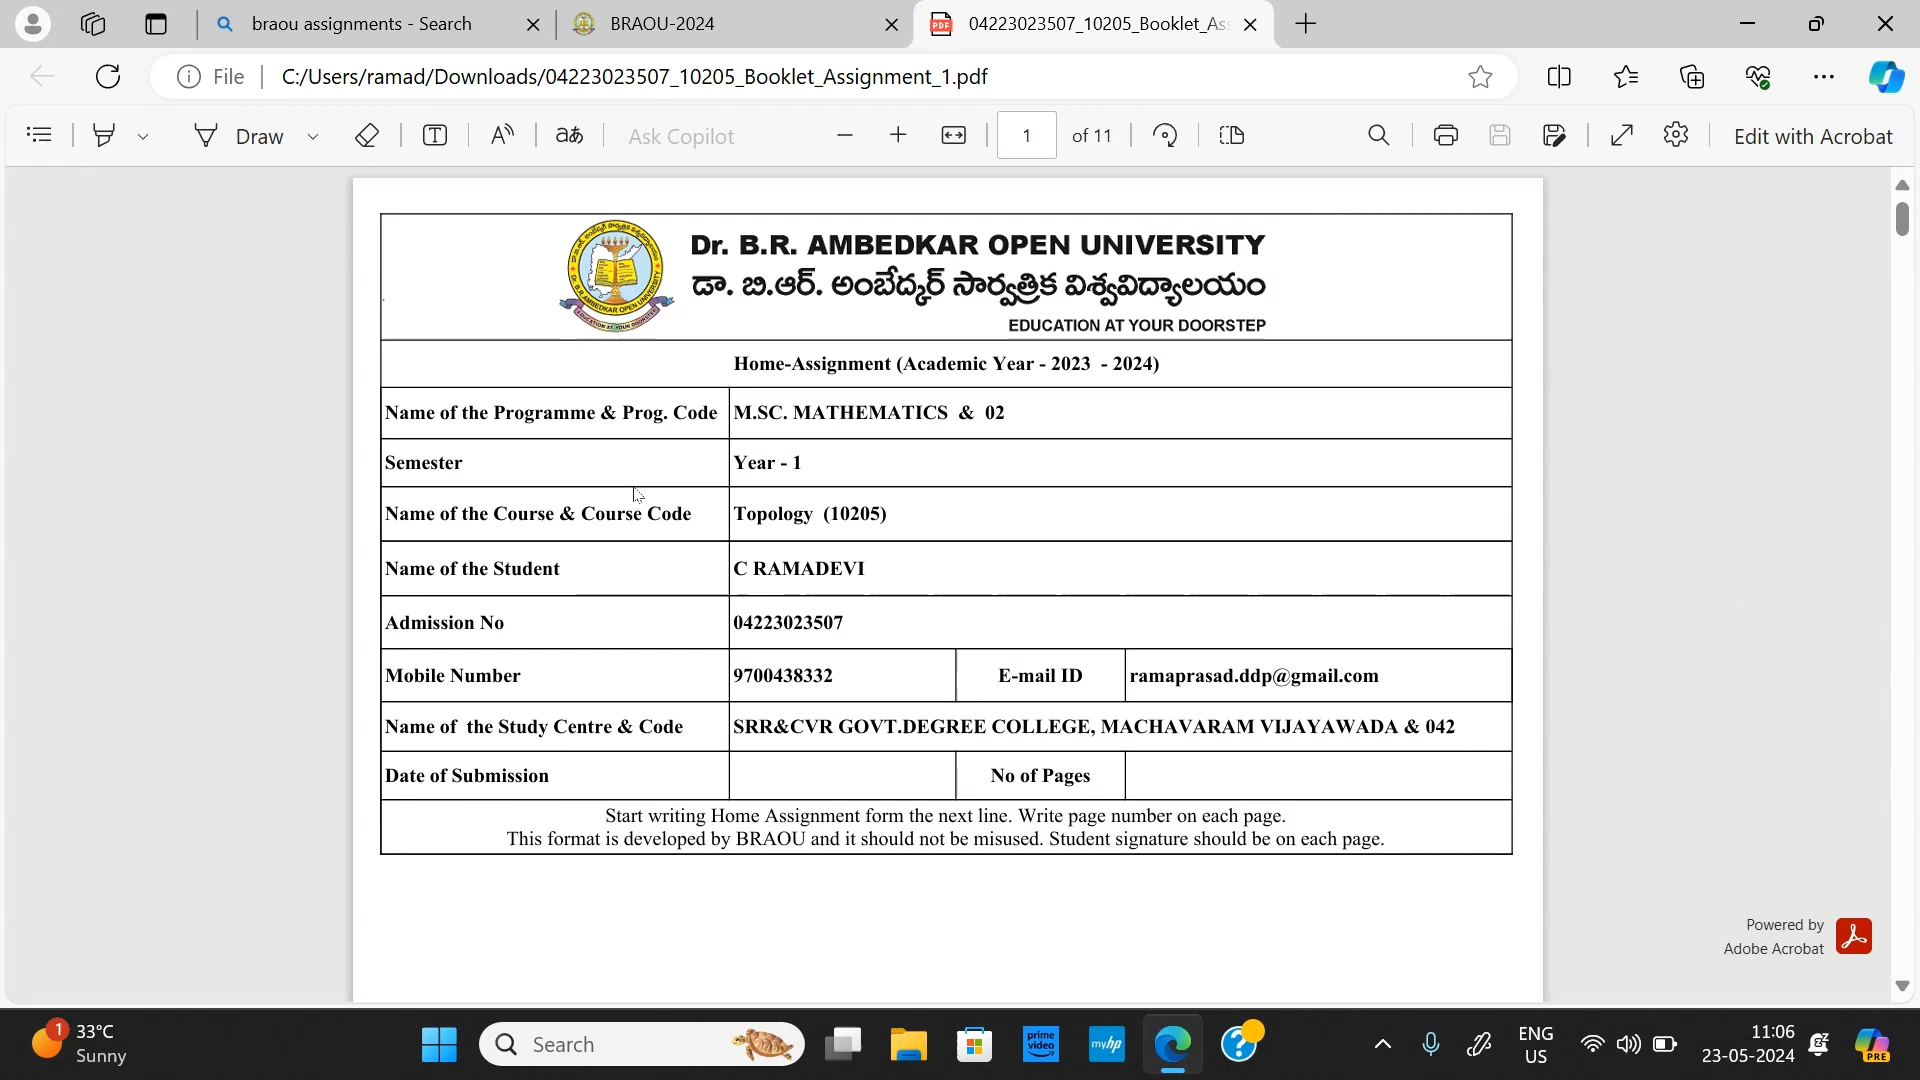 braou assignments - Search
BRAOU-2024
04223023507_10205_Booklet_As
File
C:/Users/ramad/Downloads/04223023507_10205_Booklet_Assignment_1.pdf
Draw
Ask Copilot
1 of 11
Edit with Acrobat
Dr. B.R. AMBEDKAR OPEN UNIVERSITY
డా. బి.ఆర్. అంబేద్కర్ సార్వత్రిక విశ్వవిద్యాలయం
EDUCATION AT YOUR DOORSTEP
Home-Assignment (Academic Year - 2023 - 2024)
Name of the Programme & Prog. Code M.SC. MATHEMATICS & 02
Semester Year - 1
Name of the Course & Course Code Topology (10205)
Name of the Student C RAMADEVI
Admission No 04223023507
Mobile Number 9700438332 E-mail ID ramaprasad.ddp@gmail.com
Name of the Study Centre & Code SRR&CVR GOVT.DEGREE COLLEGE, MACHAVARAM VIJAYAWADA & 042
Date of Submission No of Pages
Start writing Home Assignment form the next line. Write page number on each page.
This format is developed by BRAOU and it should not be misused. Student signature should be on each page.
Powered by
Adobe Acrobat
1
33°C
Sunny
Search
prime video
myhp
ENG
US
11:06
23-05-2024
PRE